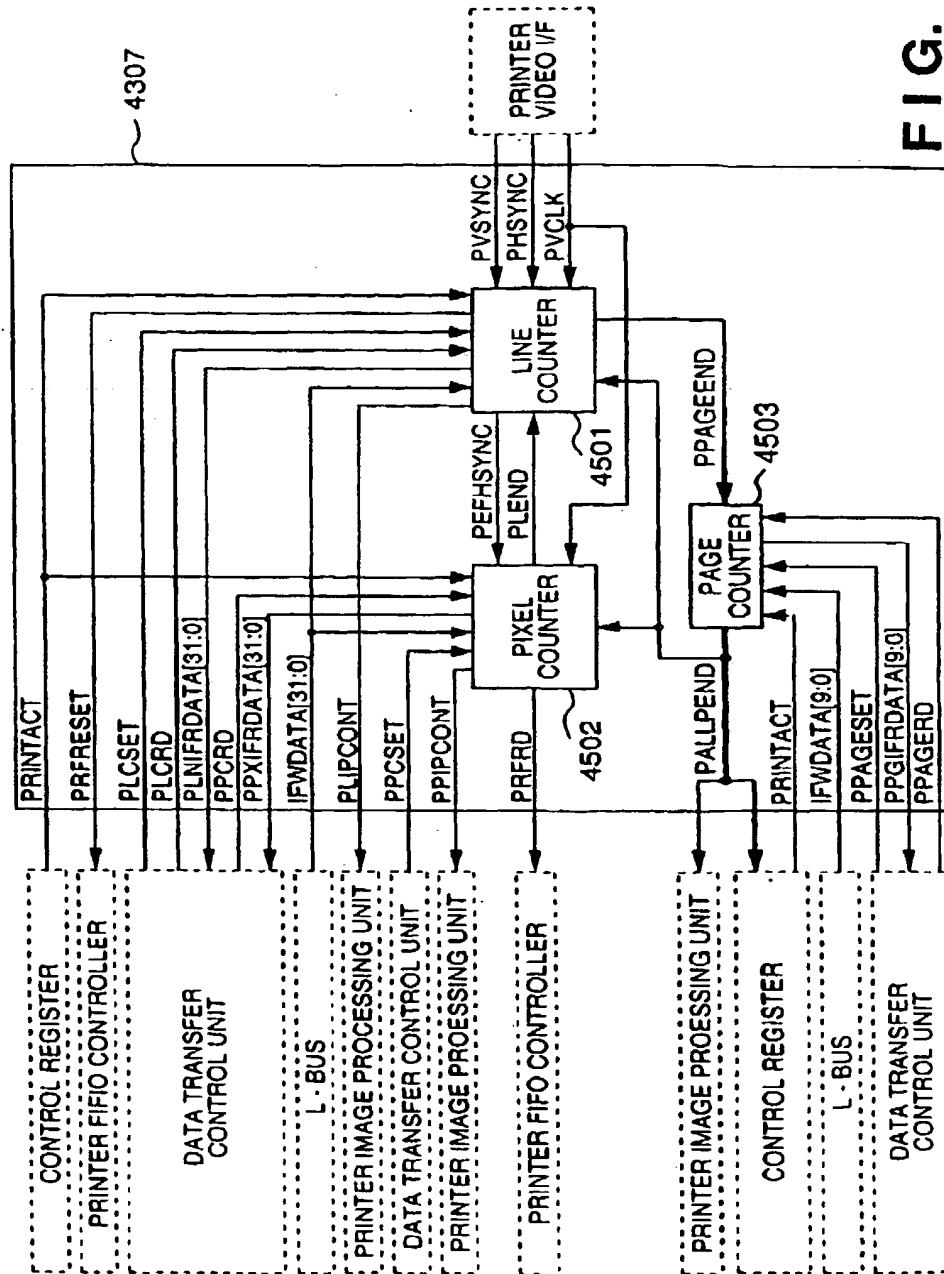 CONTROL REGISTER
PRINTER FIFIO CONTROLLER
DATA TRANSFER
CONTROL UNIT
L - BUS
PRINTER IMAGE PROCESSING UNIT
DATA TRANSFER CONTROL UNIT
PRINTER IMAGE PROESSING UNIT
PRINTER FIFO CONTROLLER
PRINTER IMAGE PROESSING UNIT
CONTROL REGISTER
L - BUS
DATA TRANSFER
CONTROL UNIT
PRINTACT
PRFRESET
PLCSET
PLCRD
PLNIFRDATA[31:0]
PPCRD
PPXIFRDATA[31:0]
IFWDATA[31:0]
PLIPCONT
PPCSET
PPIPCONT
PRFRD
PALLPEND
PRINTACT
IFWDATA[9:0]
PPAGESET
PPGIFRDATA[9:0]
PPAGERD
PIXEL
COUNTER
4502
PEFHSYNC
PLEND
LINE
COUNTER
4501
PPAGEEND
PAGE
COUNTER
4503
PVSYNC
PHSYNC
PVCLK
4307
PRINTER
VIDEO I/F
FIG.